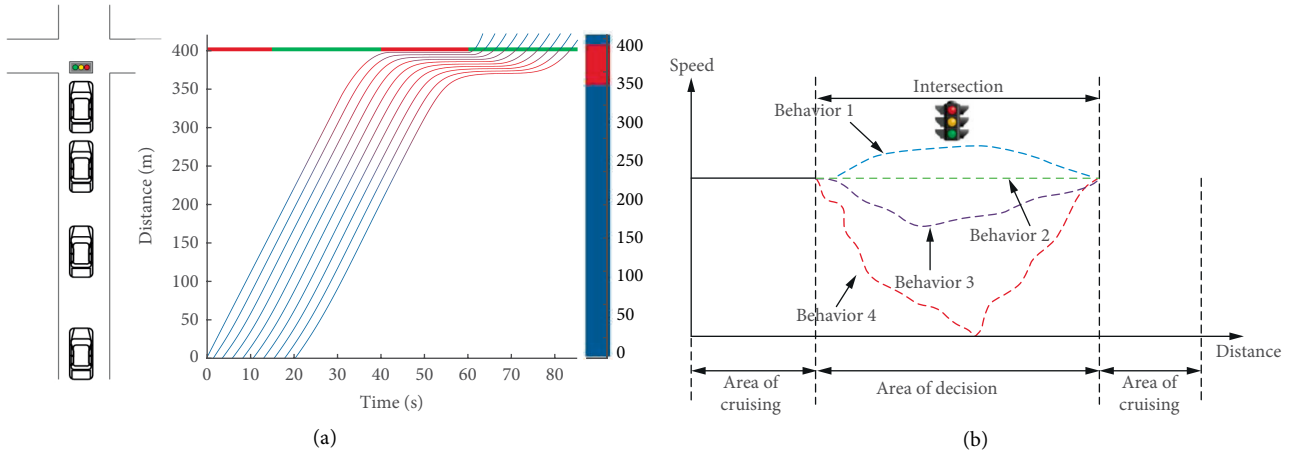 400
350
300
250
200
150
100
50
0
Distance (m)
0 10 20 30 40 50 60 70 80
Time (s)
400
350
300
250
200
150
100
50
0
(a)
Speed
Intersection
Behavior 1
Behavior 2
Behavior 3
Behavior 4
Distance
Area of
cruising
Area of decision
Area of
cruising
(b)